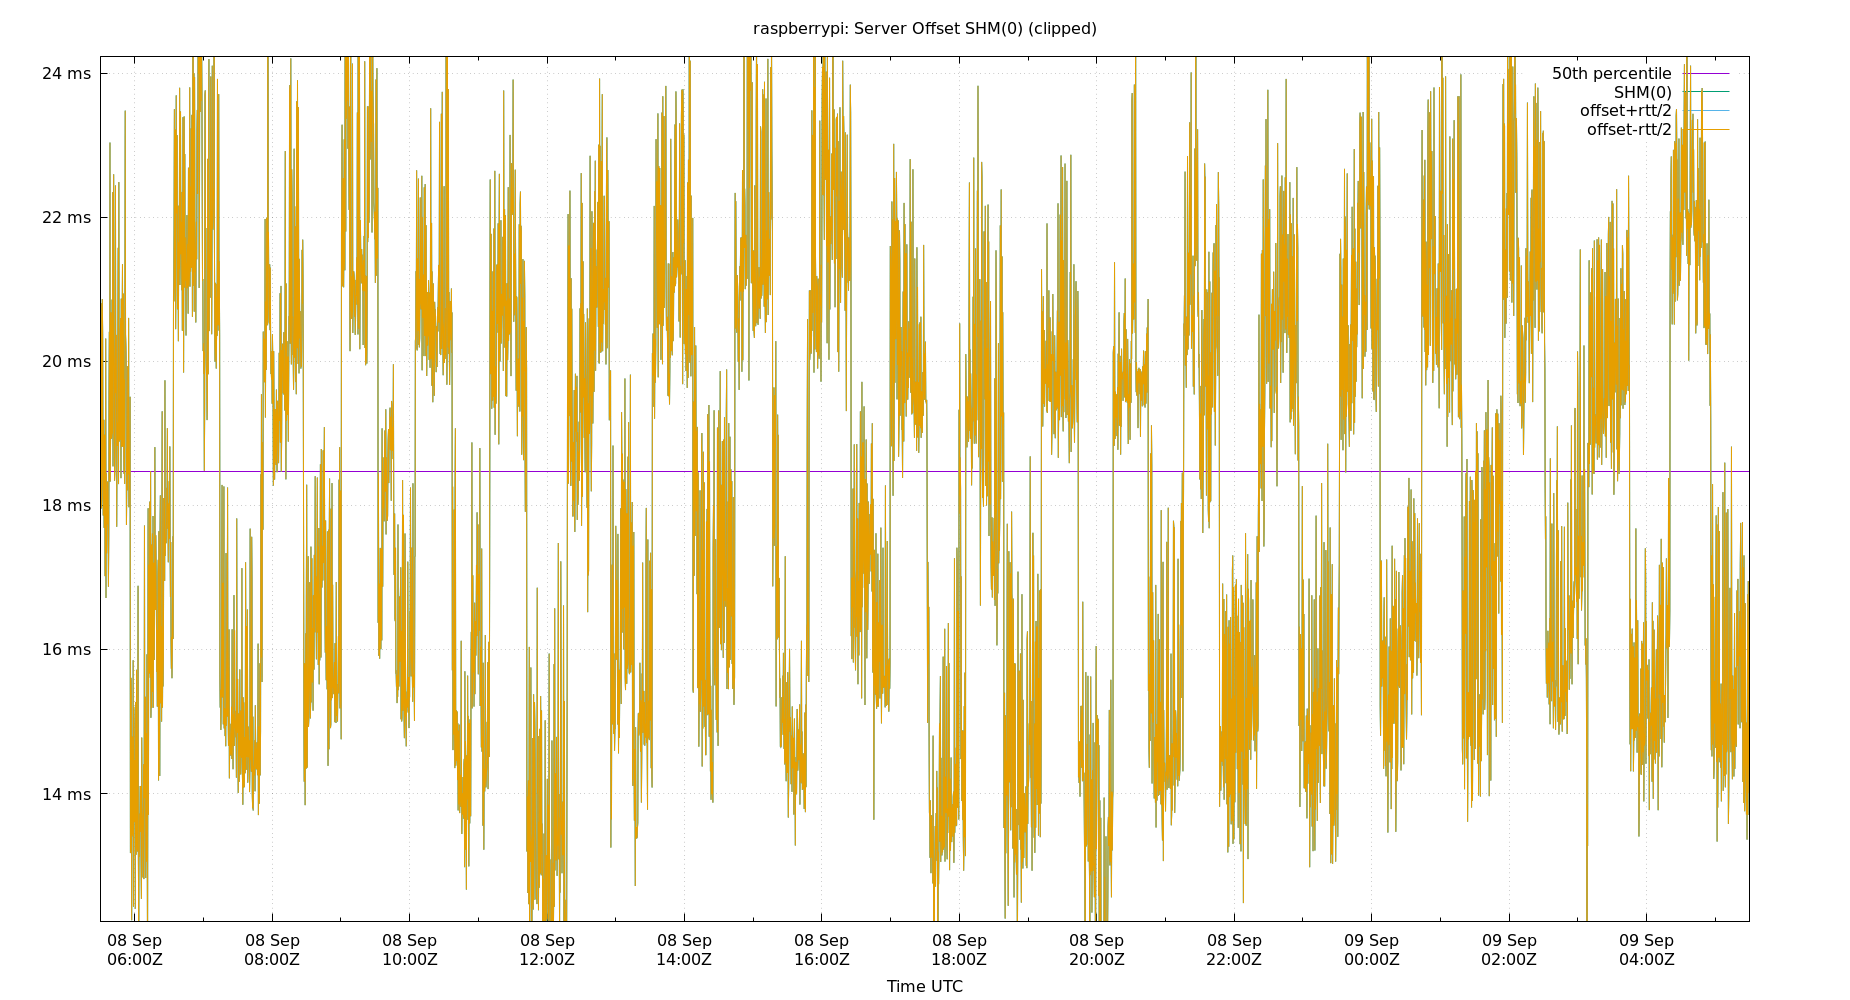 raspberrypi: Server Offset SHM(0) (clipped)
24 ms
22 ms
20 ms
18 ms
16 ms
14 ms
50th percentile
SHM(0)
offset+rtt/2
offset-rtt/2
08 Sep 08 Sep 08 Sep 08 Sep 08 Sep 08 Sep 08 Sep 08 Sep 08 Sep 09 Sep 09 Sep 09 Sep
06:00Z 08:00Z 10:00Z 12:00Z 14:00Z 16:00Z 18:00Z 20:00Z 22:00Z 00:00Z 02:00Z 04:00Z
Time UTC